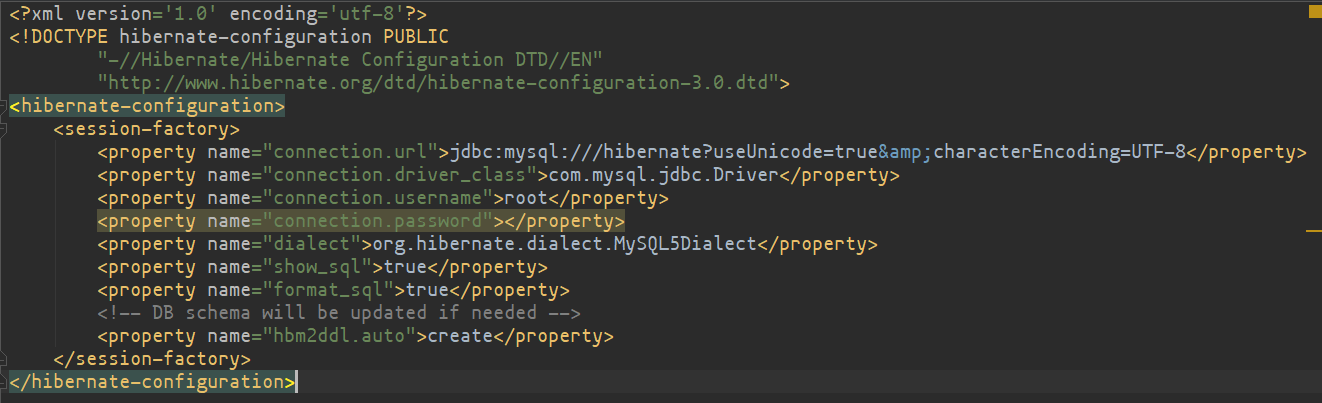 <?xml version='1.0' encoding='utf-8'?>
<!DOCTYPE hibernate-configuration PUBLIC
        "-//Hibernate/Hibernate Configuration DTD//EN"
        "http://www.hibernate.org/dtd/hibernate-configuration-3.0.dtd">
<hibernate-configuration>
    <session-factory>
        <property name="connection.url">jdbc:mysql:///hibernate?useUnicode=true&amp;characterEncoding=UTF-8</property>
        <property name="connection.driver_class">com.mysql.jdbc.Driver</property>
        <property name="connection.username">root</property>
        <property name="connection.password"></property>
        <property name="dialect">org.hibernate.dialect.MySQL5Dialect</property>
        <property name="show_sql">true</property>
        <property name="format_sql">true</property>
        <!-- DB schema will be updated if needed -->
        <property name="hbm2ddl.auto">create</property>
    </session-factory>
</hibernate-configuration>